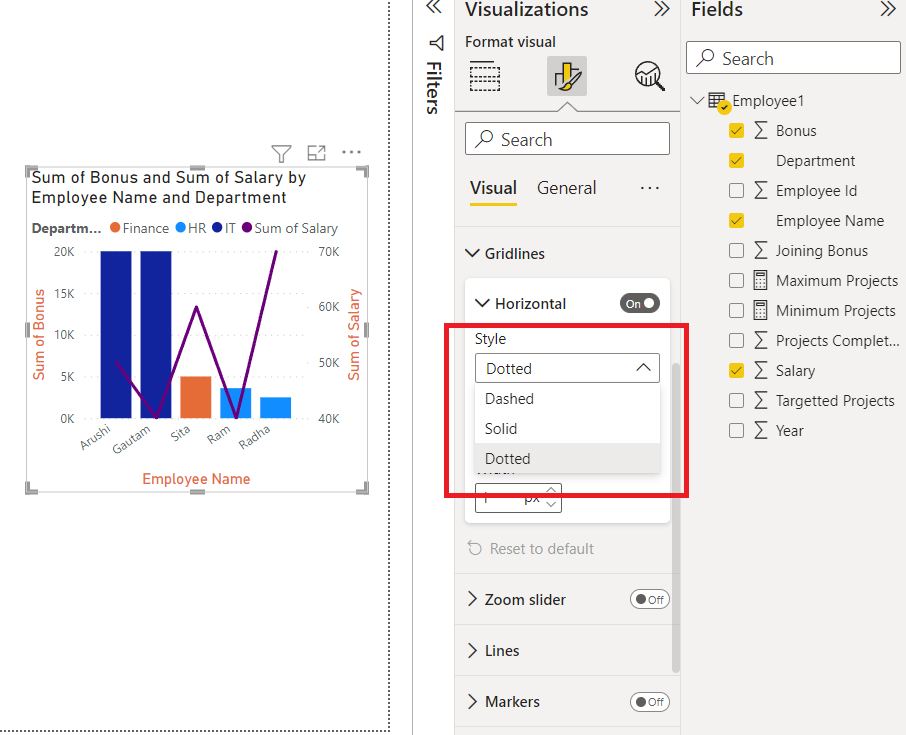 Sum of Bonus and Sum of Salary by
Employee Name and Department
Departm... Finance HR IT Sum of Salary
20K
15K
10K
5K
0K
Sum of Bonus
70K
60K
50K
40K
Sum of Salary
Arushi
Gautam
Sita
Ram
Radha
Employee Name
Filters
Visualizations
Format visual
Search
Visual General
Gridlines
Horizontal On
Style
Dotted
Dashed
Solid
Dotted
px
Reset to default
Zoom slider Off
Lines
Markers Off
Fields
Search
Employee1
Bonus
Department
Employee Id
Employee Name
Joining Bonus
Maximum Projects
Minimum Projects
Projects Complet...
Salary
Targetted Projects
Year